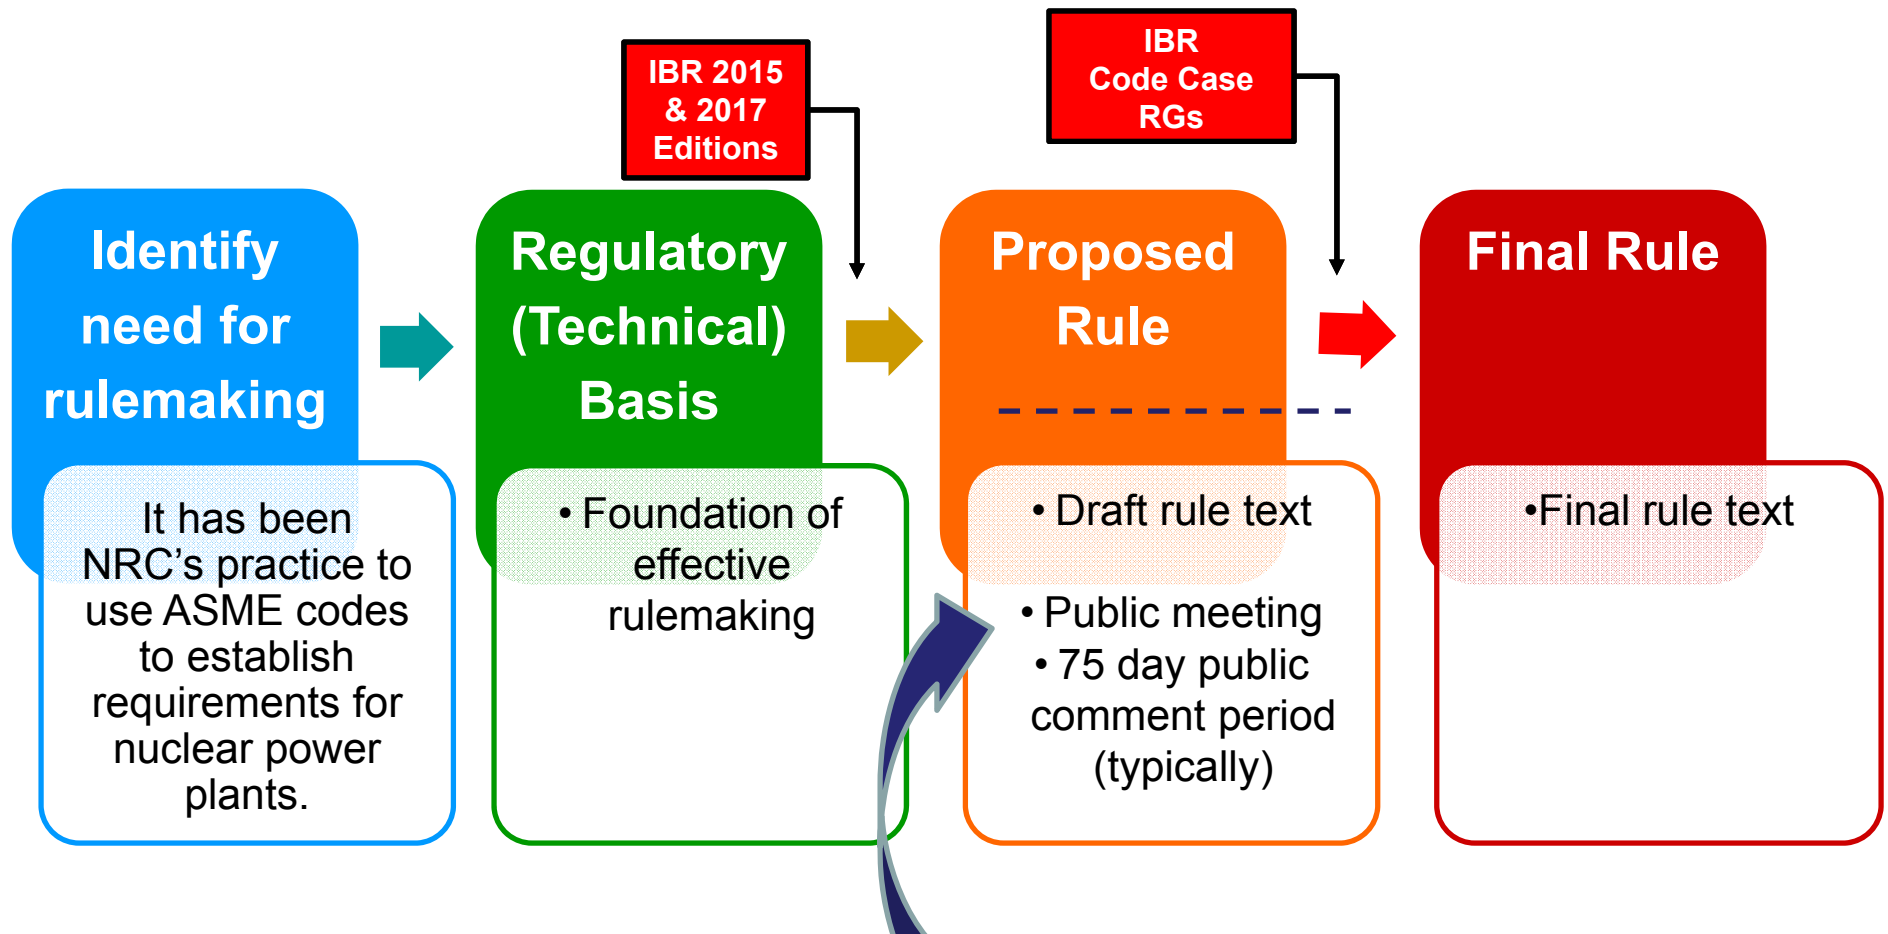 IBR 2015
& 2017
Editions
IBR
Code Case
RGs
Identify
need for
rulemaking
It has been
NRC's practice to
use ASME codes
to establish
requirements for
nuclear power
plants.
Regulatory
(Technical)
Basis
• Foundation of
effective
rulemaking
Proposed
Rule
• Draft rule text
• Public meeting
• 75 day public
comment period
(typically)
Final Rule
•Final rule text